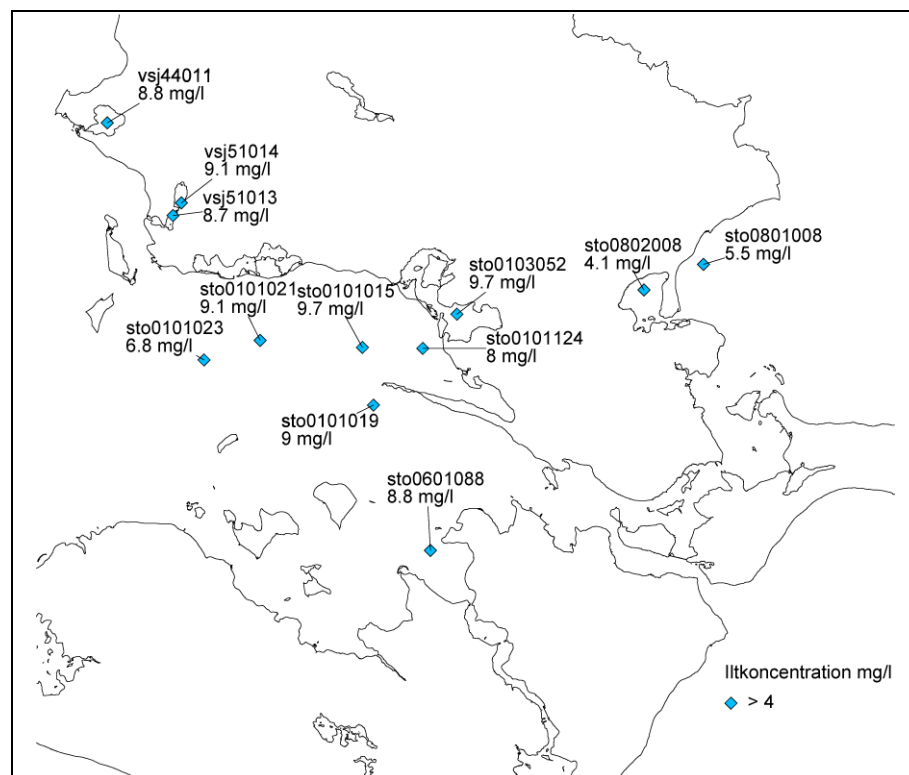 vsj44011
8.8 mg/l
vsj51014
9.1 mg/l
vsj51013
8.7 mg/l
sto0802008
4.1 mg/l
sto0801008
5.5 mg/l
sto0103052
9.7 mg/l
sto0101021
9.1 mg/l
sto0101015
9.7 mg/l
sto0101023
6.8 mg/l
sto0101124
8 mg/l
sto0101019
9 mg/l
sto0601088
8.8 mg/l
Iltkoncentration mg/l
> 4